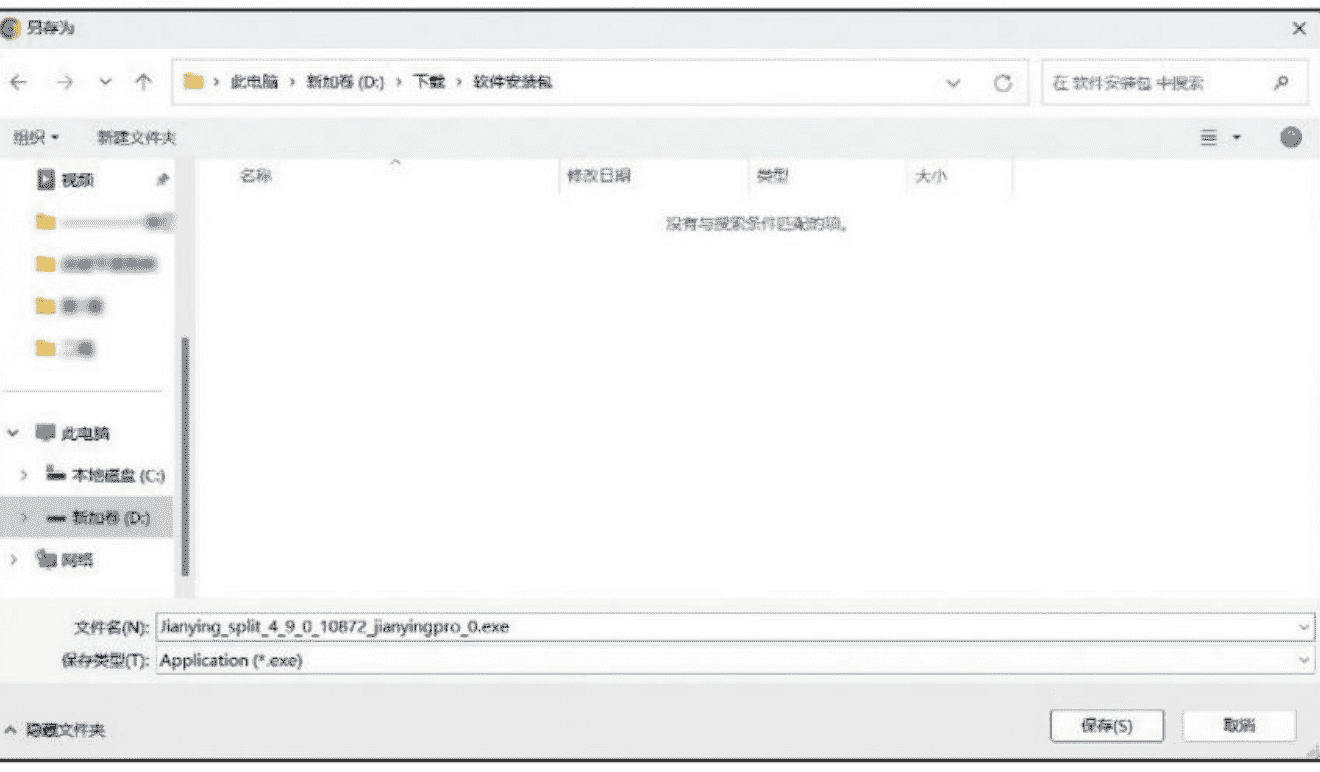 另存为
此电脑 › 新加卷 (D:) › 下载 › 软件安装包
在 软件安装包 中搜索
组织 新建文件夹
视频
名称 修改日期 类型 大小
没有与搜索条件匹配的项。
此电脑
本地磁盘 (C:)
新加卷 (D:)
网络
文件名(N): Jianying_split_4_9_0_10872_jianyingpro_0.exe
保存类型(T): Application (*.exe)
隐藏文件夹
保存(S) 取消